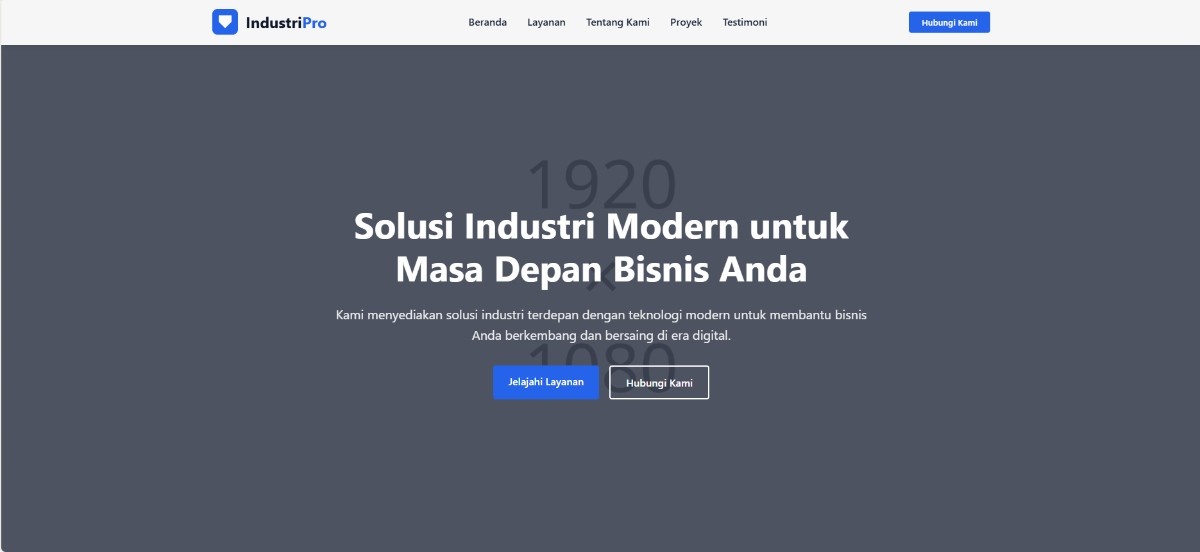 IndustriPro
Beranda
Layanan
Tentang Kami
Proyek
Testimoni
Hubungi Kami
1920
Solusi Industri Modern untuk
Masa Depan Bisnis Anda
×
Kami menyediakan solusi industri terdepan dengan teknologi modern untuk membantu bisnis
Anda berkembang dan bersaing di era digital.
1080
Jelajahi Layanan
Hubungi Kami